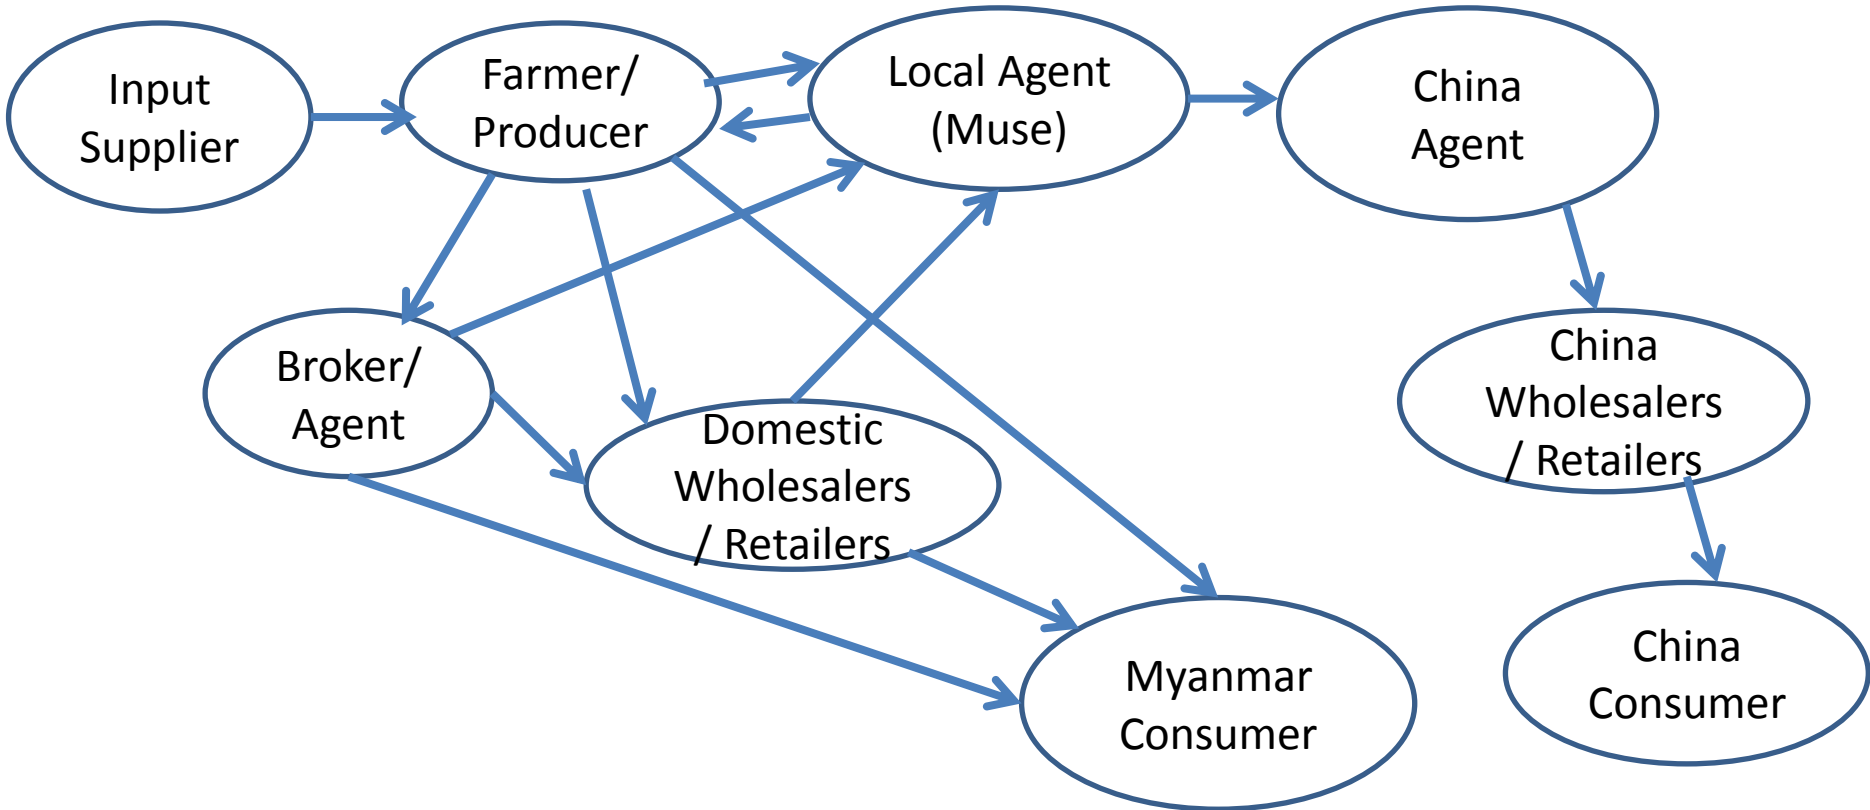 Input
Supplier
Farmer/
Producer
Local Agent
(Muse)
China
Agent
Broker/
Agent
Domestic
Wholesalers
/ Retailers
China
Wholesalers
/ Retailers
Myanmar
Consumer
China
Consumer